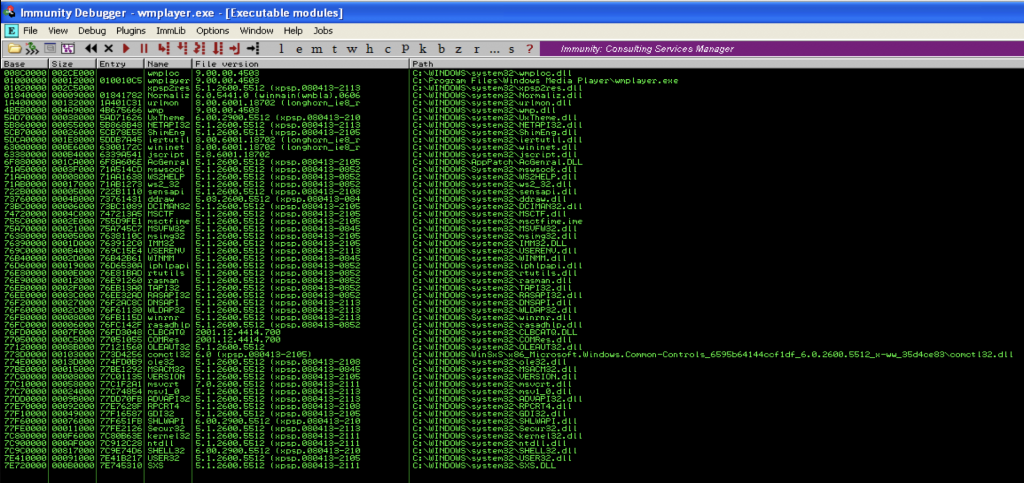 Immunity Debugger - wmplayer.exe - [Executable modules]
E File View Debug Plugins ImmLib Options Window Help Jobs
l e m t w h c P k b z r ... s ? Immunity: Consulting Services Manager
Base Size Entry Name File version Path
008C0000 002CE000 wmploc 9.00.00.4503 C:\WINDOWS\system32\wmploc.dll
01000000 00012000 010010C5 wmplayer 9.00.00.4503 C:\Program Files\Windows Media Player\wmplayer.exe
01020000 002C5000 xpsp2res 5.1.2600.5512 (xpsp.080413-2113 C:\WINDOWS\system32\xpsp2res.dll
01840000 00009000 01841782 Normaliz 6.0.5441.0 (winmain(wmbla).0606 C:\WINDOWS\system32\Normaliz.dll
1A400000 00132000 1A401C31 urlmon 8.00.6001.18702 (longhorn_ie8_r C:\WINDOWS\system32\urlmon.dll
4B5B0000 004A9000 4B675666 wmp 9.00.00.4503 C:\WINDOWS\system32\wmp.dll
5AD70000 00038000 5AD71626 UxTheme 6.00.2900.5512 (xpsp.080413-210 C:\WINDOWS\system32\UxTheme.dll
5B860000 00055000 5B868B48 NETAPI32 5.1.2600.5512 (xpsp.080413-2113 C:\WINDOWS\system32\NETAPI32.dll
5CB70000 00026000 5CB78E55 ShimEng 5.1.2600.5512 (xpsp.080413-2105 C:\WINDOWS\system32\ShimEng.dll
5DCA0000 001E8000 5DDB7A45 iertutil 8.00.6001.18702 (longhorn_ie8_r C:\WINDOWS\system32\iertutil.dll
63000000 000E6000 6300172C wininet 8.00.6001.18702 (longhorn_ie8_r C:\WINDOWS\system32\wininet.dll
63380000 000B4000 6339A541 jscript 5.8.6001.18702 C:\WINDOWS\system32\jscript.dll
6F880000 001CA000 6F8A606E AcGenral 5.1.2600.5512 (xpsp.080413-2105 C:\WINDOWS\AppPatch\AcGenral.DLL
71A50000 0003F000 71A514CD mswsock 5.1.2600.5512 (xpsp.080413-0852 C:\WINDOWS\System32\mswsock.dll
71AA0000 00008000 71AA1638 WS2HELP 5.1.2600.5512 (xpsp.080413-0852 C:\WINDOWS\system32\WS2HELP.dll
71AB0000 00017000 71AB1273 ws2_32 5.1.2600.5512 (xpsp.080413-0852 C:\WINDOWS\system32\ws2_32.dll
722B0000 00005000 722B1110 sensapi 5.1.2600.5512 (xpsp.080413-2108 C:\WINDOWS\system32\sensapi.dll
73760000 0004B000 73761431 ddraw 5.03.2600.5512 (xpsp.080413-084 C:\WINDOWS\system32\ddraw.dll
73BC0000 00006000 73BC1089 DCIMAN32 5.1.2600.5512 (xpsp.080413-2105 C:\WINDOWS\system32\DCIMAN32.dll
74720000 0004C000 747213A5 MSCTF 5.1.2600.5512 (xpsp.080413-2105 C:\WINDOWS\system32\MSCTF.dll
755C0000 0002E000 755D9FE1 msctfime 5.1.2600.5512 (xpsp.080413-2105 C:\WINDOWS\system32\msctfime.ime
75A70000 00021000 75A745C7 MSVFW32 5.1.2600.5512 (xpsp.080413-0845 C:\WINDOWS\system32\MSVFW32.dll
76380000 00005000 7638110C msimg32 5.1.2600.5512 (xpsp.080413-2105 C:\WINDOWS\system32\msimg32.dll
76390000 0001D000 763912C0 IMM32 5.1.2600.5512 (xpsp.080413-2105 C:\WINDOWS\system32\IMM32.DLL
769C0000 000B4000 769C15E4 USERENV 5.1.2600.5512 (xpsp.080413-2113 C:\WINDOWS\system32\USERENV.dll
76B40000 0002D000 76B42B61 WINMM 5.1.2600.5512 (xpsp.080413-0845 C:\WINDOWS\system32\WINMM.dll
76D60000 00019000 76D6530A iphlpapi 5.1.2600.5512 (xpsp.080413-0852 C:\WINDOWS\system32\iphlpapi.dll
76E80000 0000E000 76E81BAD rtutils 5.1.2600.5512 (xpsp.080413-0852 C:\WINDOWS\system32\rtutils.dll
76E90000 00012000 76E91260 rasman 5.1.2600.5512 (xpsp.080413-0852 C:\WINDOWS\system32\rasman.dll
76EB0000 0002F000 76EB13A0 TAPI32 5.1.2600.5512 (xpsp.080413-0852 C:\WINDOWS\system32\TAPI32.dll
76EE0000 0003C000 76EE32AD RASAPI32 5.1.2600.5512 (xpsp.080413-0852 C:\WINDOWS\system32\RASAPI32.dll
76F20000 00027000 76F2AC8C DNSAPI 5.1.2600.5512 (xpsp.080413-0852 C:\WINDOWS\system32\DNSAPI.dll
76F60000 0002C000 76F61130 WLDAP32 5.1.2600.5512 (xpsp.080413-2113 C:\WINDOWS\system32\WLDAP32.dll
76FB0000 00008000 76FB115D winrnr 5.1.2600.5512 (xpsp.080413-2113 C:\WINDOWS\System32\winrnr.dll
76FC0000 00006000 76FC142F rasadhlp 5.1.2600.5512 (xpsp.080413-0852 C:\WINDOWS\system32\rasadhlp.dll
76FD0000 0007F000 76FD3048 CLBCATQ 2001.12.4414.700 C:\WINDOWS\system32\CLBCATQ.DLL
77050000 000C5000 77051055 COMRes 2001.12.4414.700 C:\WINDOWS\system32\COMRes.dll
77120000 0008B000 77121560 OLEAUT32 5.1.2600.5512 C:\WINDOWS\system32\OLEAUT32.dll
773D0000 00103000 773D4256 comctl32 6.0 (xpsp.080413-2105) C:\WINDOWS\WinSxS\x86_Microsoft.Windows.Common-Controls_6595b64144ccf1df_6.0.2600.5512_x-ww_35d4ce83\comctl32.dll
774E0000 0013D000 774FD0B9 ole32 5.1.2600.5512 (xpsp.080413-2108 C:\WINDOWS\system32\ole32.dll
77BE0000 00015000 77BE1292 MSACM32 5.1.2600.5512 (xpsp.080413-0845 C:\WINDOWS\system32\MSACM32.dll
77C00000 00008000 77C01135 VERSION 5.1.2600.5512 (xpsp.080413-2105 C:\WINDOWS\system32\VERSION.dll
77C10000 00058000 77C1F2A1 msvcrt 7.0.2600.5512 (xpsp.080413-2111 C:\WINDOWS\system32\msvcrt.dll
77C70000 00024000 77C74854 msv1_0 5.1.2600.5512 (xpsp.080413-2113 C:\WINDOWS\system32\msv1_0.dll
77DD0000 0009B000 77DD70FB ADVAPI32 5.1.2600.5512 (xpsp.080413-2113 C:\WINDOWS\system32\ADVAPI32.dll
77E70000 00092000 77E7628F RPCRT4 5.1.2600.5512 (xpsp.080413-2108 C:\WINDOWS\system32\RPCRT4.dll
77F10000 00049000 77F16587 GDI32 5.1.2600.5512 (xpsp.080413-2105 C:\WINDOWS\system32\GDI32.dll
77F60000 00076000 77F651FB SHLWAPI 6.00.2900.5512 (xpsp.080413-210 C:\WINDOWS\system32\SHLWAPI.dll
77FE0000 00011000 77FE2126 Secur32 5.1.2600.5512 (xpsp.080413-2113 C:\WINDOWS\system32\Secur32.dll
7C800000 000F6000 7C80B63E kernel32 5.1.2600.5512 (xpsp.080413-2111 C:\WINDOWS\system32\kernel32.dll
7C900000 000AF000 7C912C28 ntdll 5.1.2600.5512 (xpsp.080413-2111 C:\WINDOWS\system32\ntdll.dll
7C9C0000 00817000 7C9E74D6 SHELL32 6.00.2900.5512 (xpsp.080413-210 C:\WINDOWS\system32\SHELL32.dll
7E410000 00091000 7E41B217 USER32 5.1.2600.5512 (xpsp.080413-2105 C:\WINDOWS\system32\USER32.dll
7E720000 000B0000 7E745310 SXS 5.1.2600.5512 (xpsp.080413-2111 C:\WINDOWS\system32\SXS.DLL